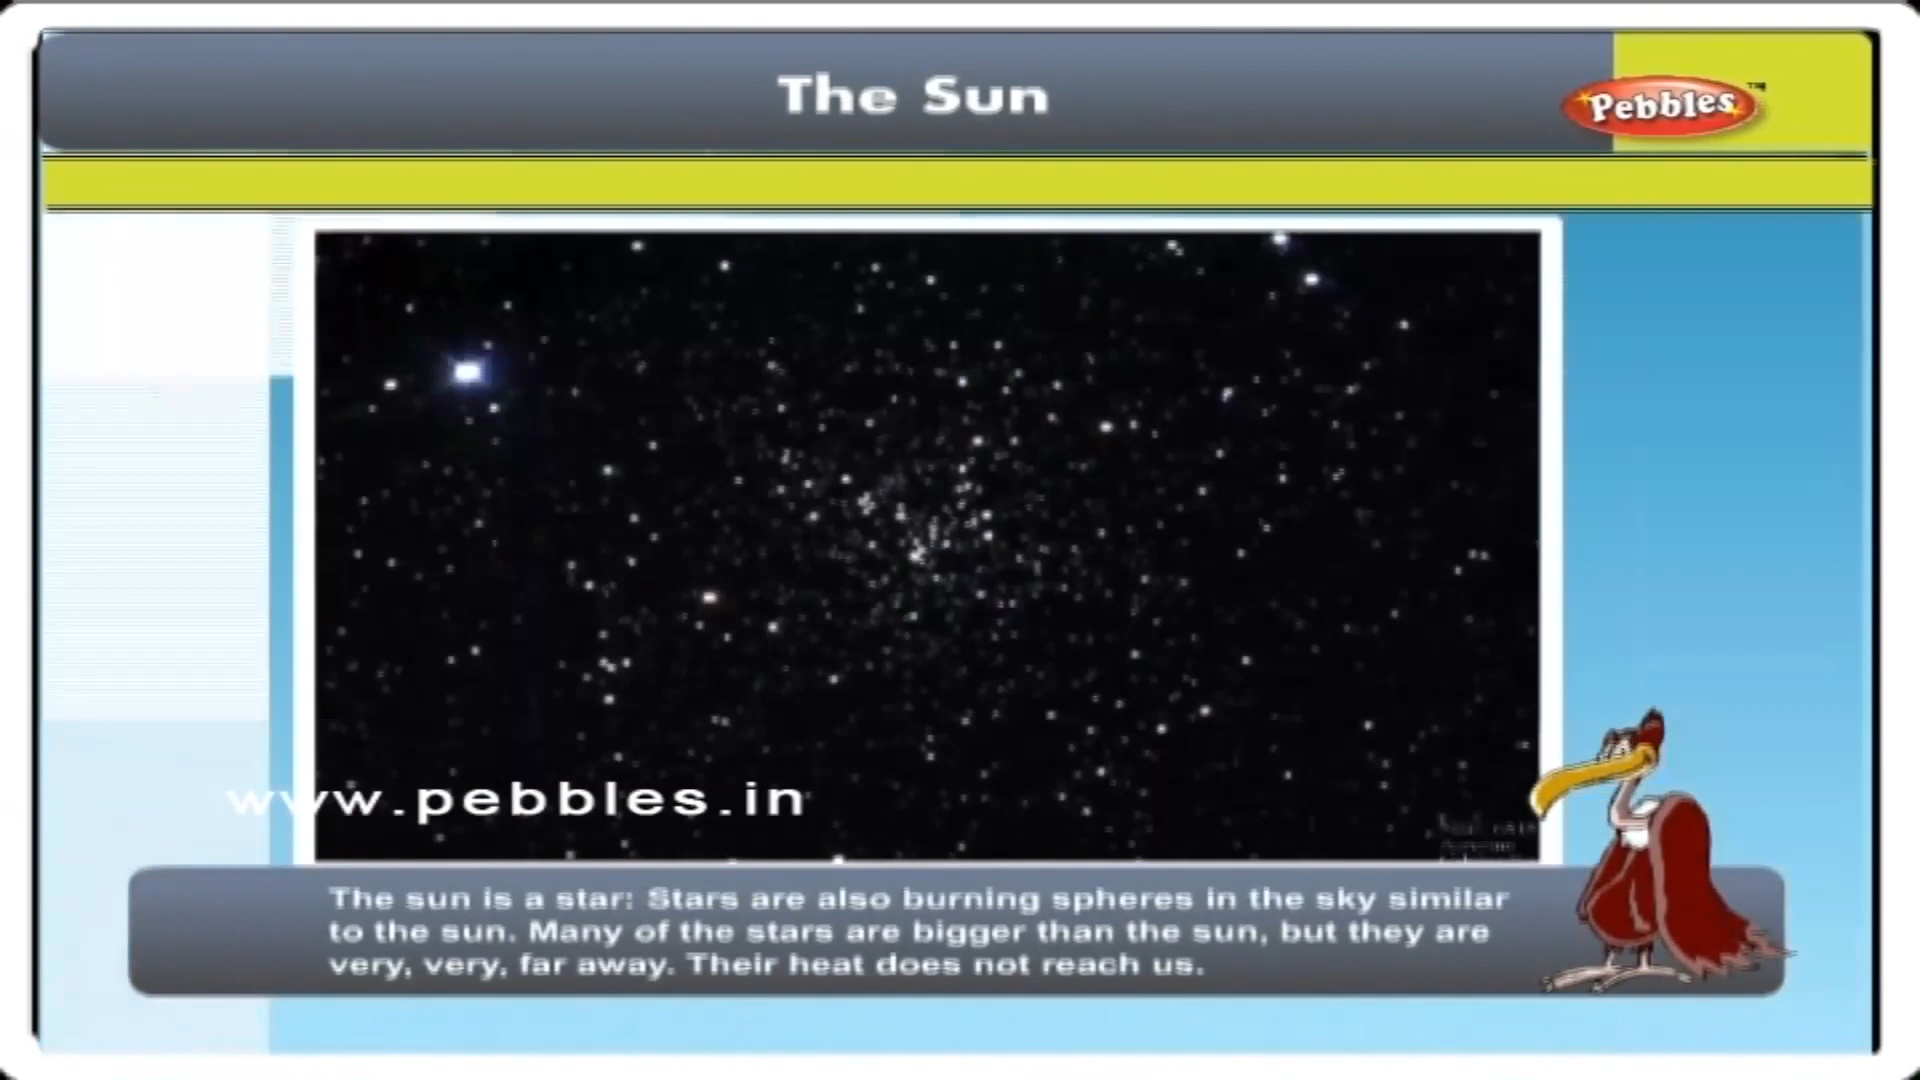 The Sun
Pebbles™
www.pebbles.in
The sun is a star: Stars are also burning spheres in the sky similar
to the sun. Many of the stars are bigger than the sun, but they are
very, very, far away. Their heat does not reach us.